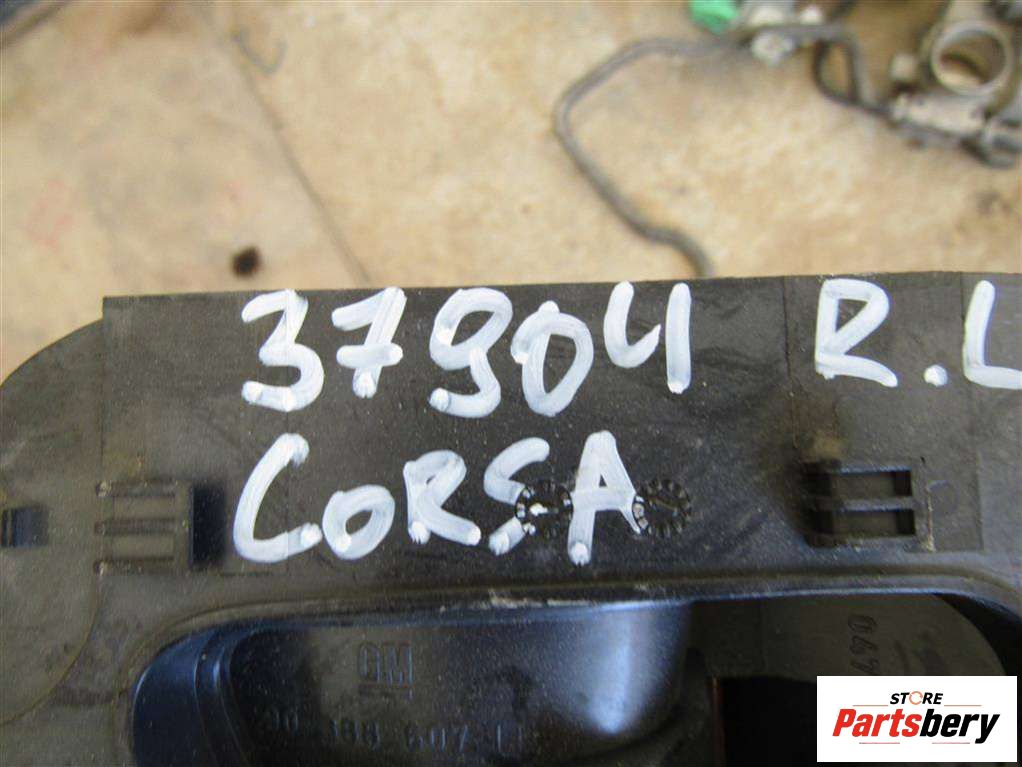 37904 R.L
CORSA
GM
STORE
Partsbery